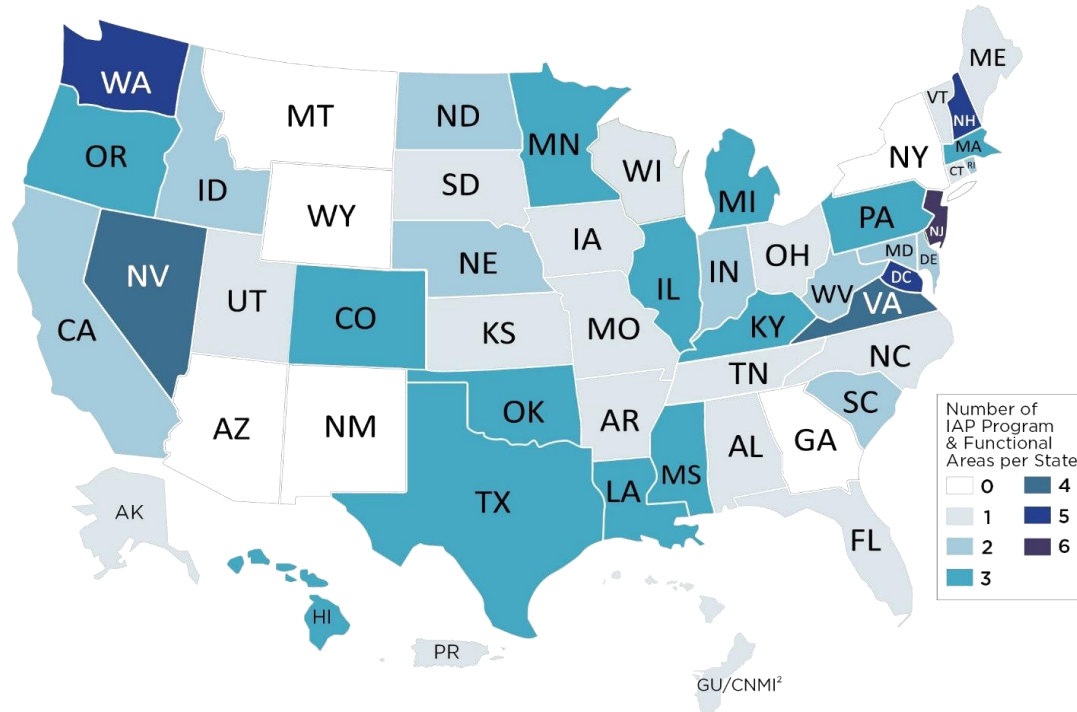 WA
MT
ND
MN
ME
VT
NH
OR
ID
SD
WI
MI
NY
MA
CT
RI
WY
IA
PA
NJ
NV
NE
OH
MD
DE
UT
CO
IL
IN
WV
DC
VA
CA
KS
MO
KY
NC
TN
AZ
NM
OK
AR
SC
MS
AL
GA
TX
LA
AK
FL
HI
PR
GU/CNMI²
Number of
IAP Program
& Functional
Areas per State
0
4
1
5
2
6
3